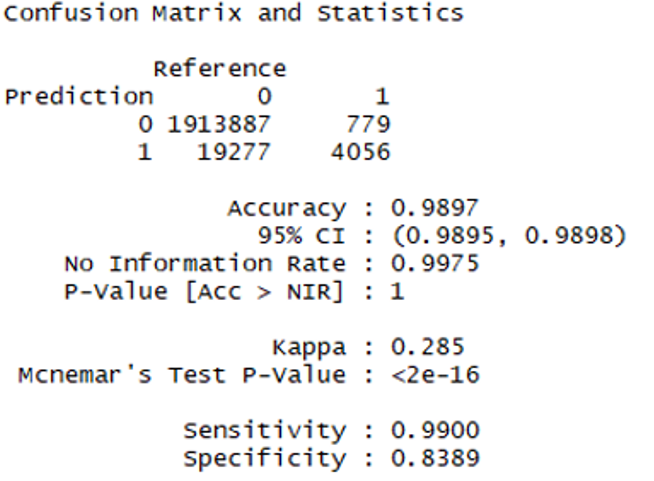 Confusion Matrix and Statistics
Reference
Prediction 0 1
0 1913887 779
1 19277 4056
Accuracy : 0.9897
95% CI : (0.9895, 0.9898)
No Information Rate : 0.9975
P-Value [Acc > NIR] : 1
Kappa : 0.285
Mcnemar's Test P-Value : <2e-16
Sensitivity : 0.9900
Specificity : 0.8389